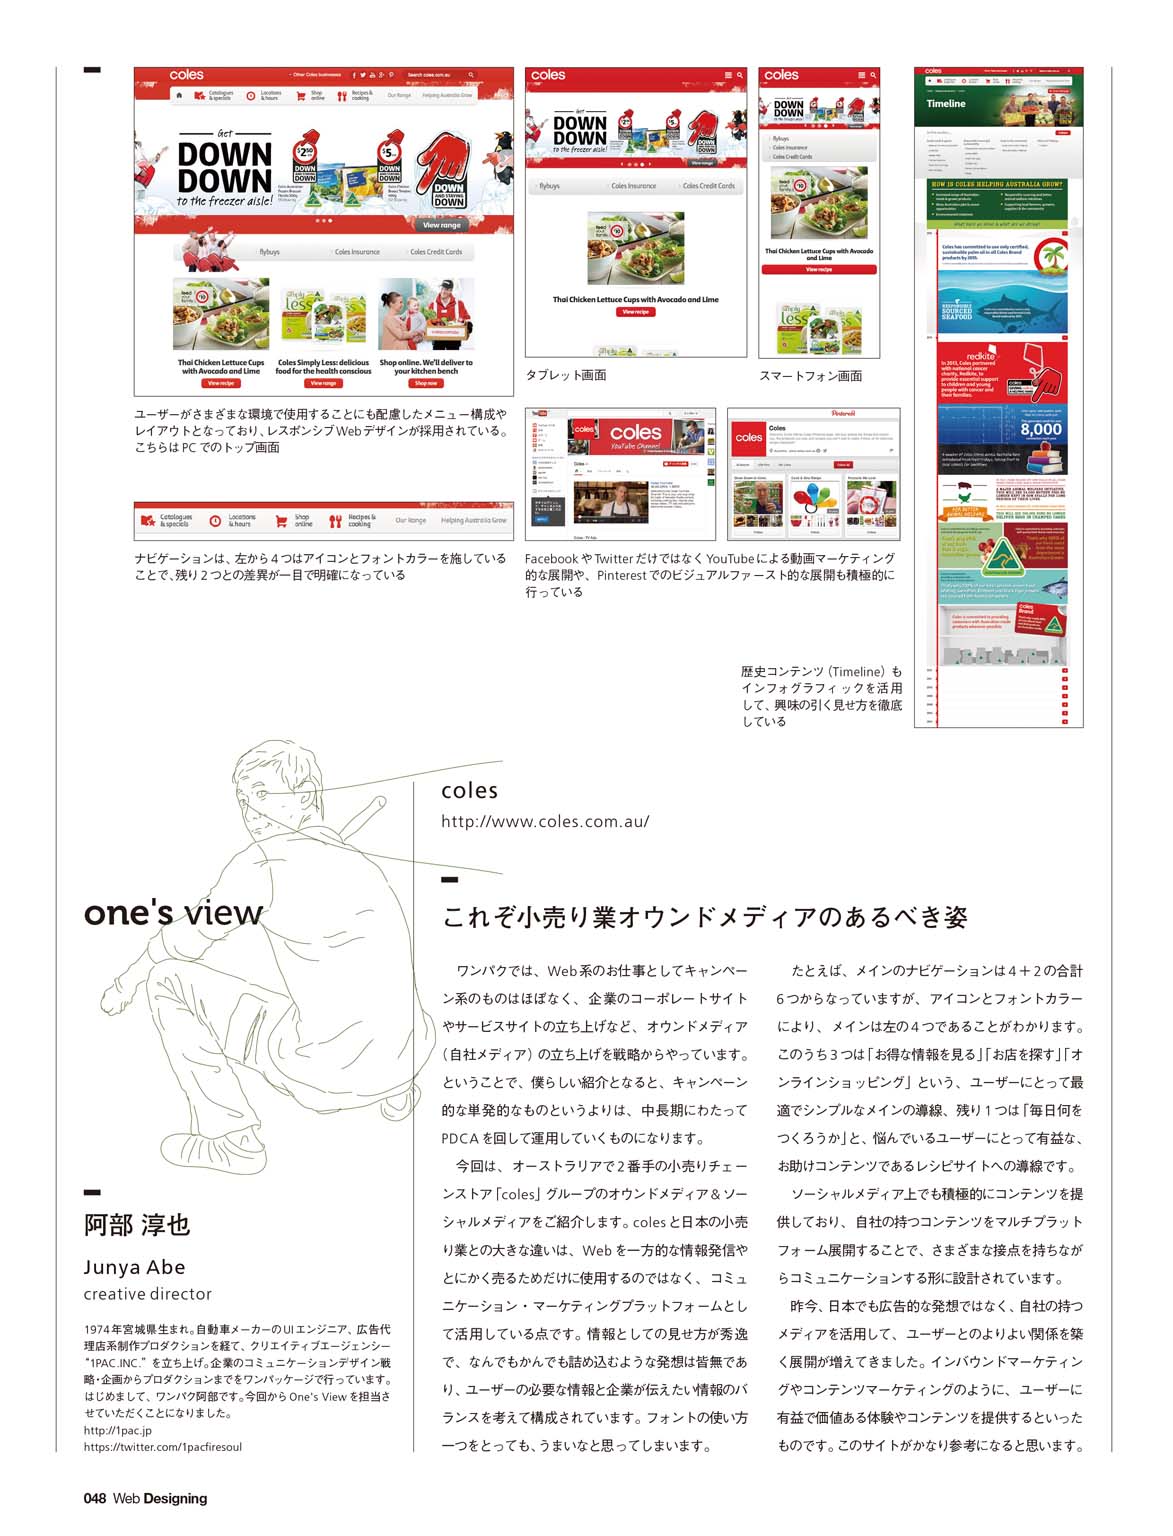 coles
Other Coles businesses
Search coles.com.au
Catalogues & specials
Locations & hours
Shop online
Recipes & cooking
Our Range
Helping Australia Grow
Get
DOWN
DOWN
to the freezer aisle!
$2.50
$5
DOWN DOWN
DOWN DOWN
DOWN
AND STAYING
DOWN
View range
flybuys
Coles Insurance
Coles Credit Cards
feed your family $10
simply less
Thai Chicken Lettuce Cups
with Avocado and Lime
View recipe
Coles Simply Less: delicious
food for the health conscious
View range
Shop online. We'll deliver to
your kitchen bench
Shop now
ユーザーがさまざまな環境で使用することにも配慮したメニュー構成や
レイアウトとなっており、レスポンシブWebデザインが採用されている。
こちらはPCでのトップ画面
coles
Get
DOWN
DOWN
to the freezer aisle!
View range
flybuys
Coles Insurance
Coles Credit Cards
Thai Chicken Lettuce Cups with Avocado and Lime
View recipe
タブレット画面
coles
DOWN
DOWN
flybuys
Coles Insurance
Coles Credit Cards
Thai Chicken Lettuce Cups with Avocado
and Lime
View recipe
simply less
スマートフォン画面
Catalogues & specials
Locations & hours
Shop online
Recipes & cooking
Our Range
Helping Australia Grow
ナビゲーションは、左から４つはアイコンとフォントカラーを施している
ことで、残り２つとの差異が一目で明確になっている
YouTube
coles
coles
YouTube Channel
Pinterest
coles
Coles
FacebookやTwitterだけではなくYouTubeによる動画マーケティング
的な展開や、Pinterestでのビジュアルファースト的な展開も積極的に
行っている
coles
Timeline
HOW IS COLES HELPING AUSTRALIA GROW?
Coles has committed to use only certified,
sustainable palm oil in all Coles Brand
products by 2015.
RESPONSIBLY
SOURCED
SEAFOOD
redkite
In 2013, Coles partnered
with national cancer
charity, Redkite, to
provide essential support
to children and
young people with cancer and
their families.
8,000
coles
Brand
歴史コンテンツ（Timeline）も
インフォグラフィックを活用
して、興味の引く見せ方を徹底
している
one's view
阿部 淳也
Junya Abe
creative director
1974年宮城県生まれ。自動車メーカーのUIエンジニア、広告代
理店系制作プロダクションを経て、クリエイティブエージェンシー
“1PAC.INC.” を立ち上げ。企業のコミュニケーションデザイン戦
略・企画からプロダクションまでをワンパッケージで行っています。
はじめまして、ワンパク阿部です。今回からOne's Viewを担当さ
せていただくことになりました。
http://1pac.jp
https://twitter.com/1pacfiresoul
coles
http://www.coles.com.au/
これぞ小売り業オウンドメディアのあるべき姿
ワンパクでは、Web系のお仕事としてキャンペー
ン系のものはほぼなく、企業のコーポレートサイト
やサービスサイトの立ち上げなど、オウンドメディア
（自社メディア）の立ち上げを戦略からやっています。
ということで、僕らしい紹介となると、キャンペーン
的な単発的なものというよりは、中長期にわたって
PDCAを回して運用していくものになります。
今回は、オーストラリアで２番手の小売りチェー
ンストア「coles」グループのオウンドメディア＆ソー
シャルメディアをご紹介します。colesと日本の小売
り業との大きな違いは、Webを一方的な情報発信や
とにかく売るためだけに使用するのではなく、コミュ
ニケーション・マーケティングプラットフォームとし
て活用している点です。情報としての見せ方が秀逸
で、なんでもかんでも詰め込むような発想は皆無であ
り、ユーザーの必要な情報と企業が伝えたい情報のバ
ランスを考えて構成されています。フォントの使い方
一つをとっても、うまいなと思ってしまいます。
たとえば、メインのナビゲーションは４＋２の合計
６つからなっていますが、アイコンとフォントカラー
により、メインは左の４つであることがわかります。
このうち３つは「お得な情報を見る」「お店を探す」「オ
ンラインショッピング」という、ユーザーにとって最
適でシンプルなメインの導線、残り１つは「毎日何を
つくろうか」と、悩んでいるユーザーにとって有益な、
お助けコンテンツであるレシピサイトへの導線です。
ソーシャルメディア上でも積極的にコンテンツを提
供しており、自社の持つコンテンツをマルチプラット
フォーム展開することで、さまざまな接点を持ちなが
らコミュニケーションする形に設計されています。
昨今、日本でも広告的な発想ではなく、自社の持つ
メディアを活用して、ユーザーとのよりよい関係を築
く展開が増えてきました。インバウンドマーケティン
グやコンテンツマーケティングのように、ユーザーに
有益で価値ある体験やコンテンツを提供するといった
ものです。このサイトがかなり参考になると思います。
048 Web Designing